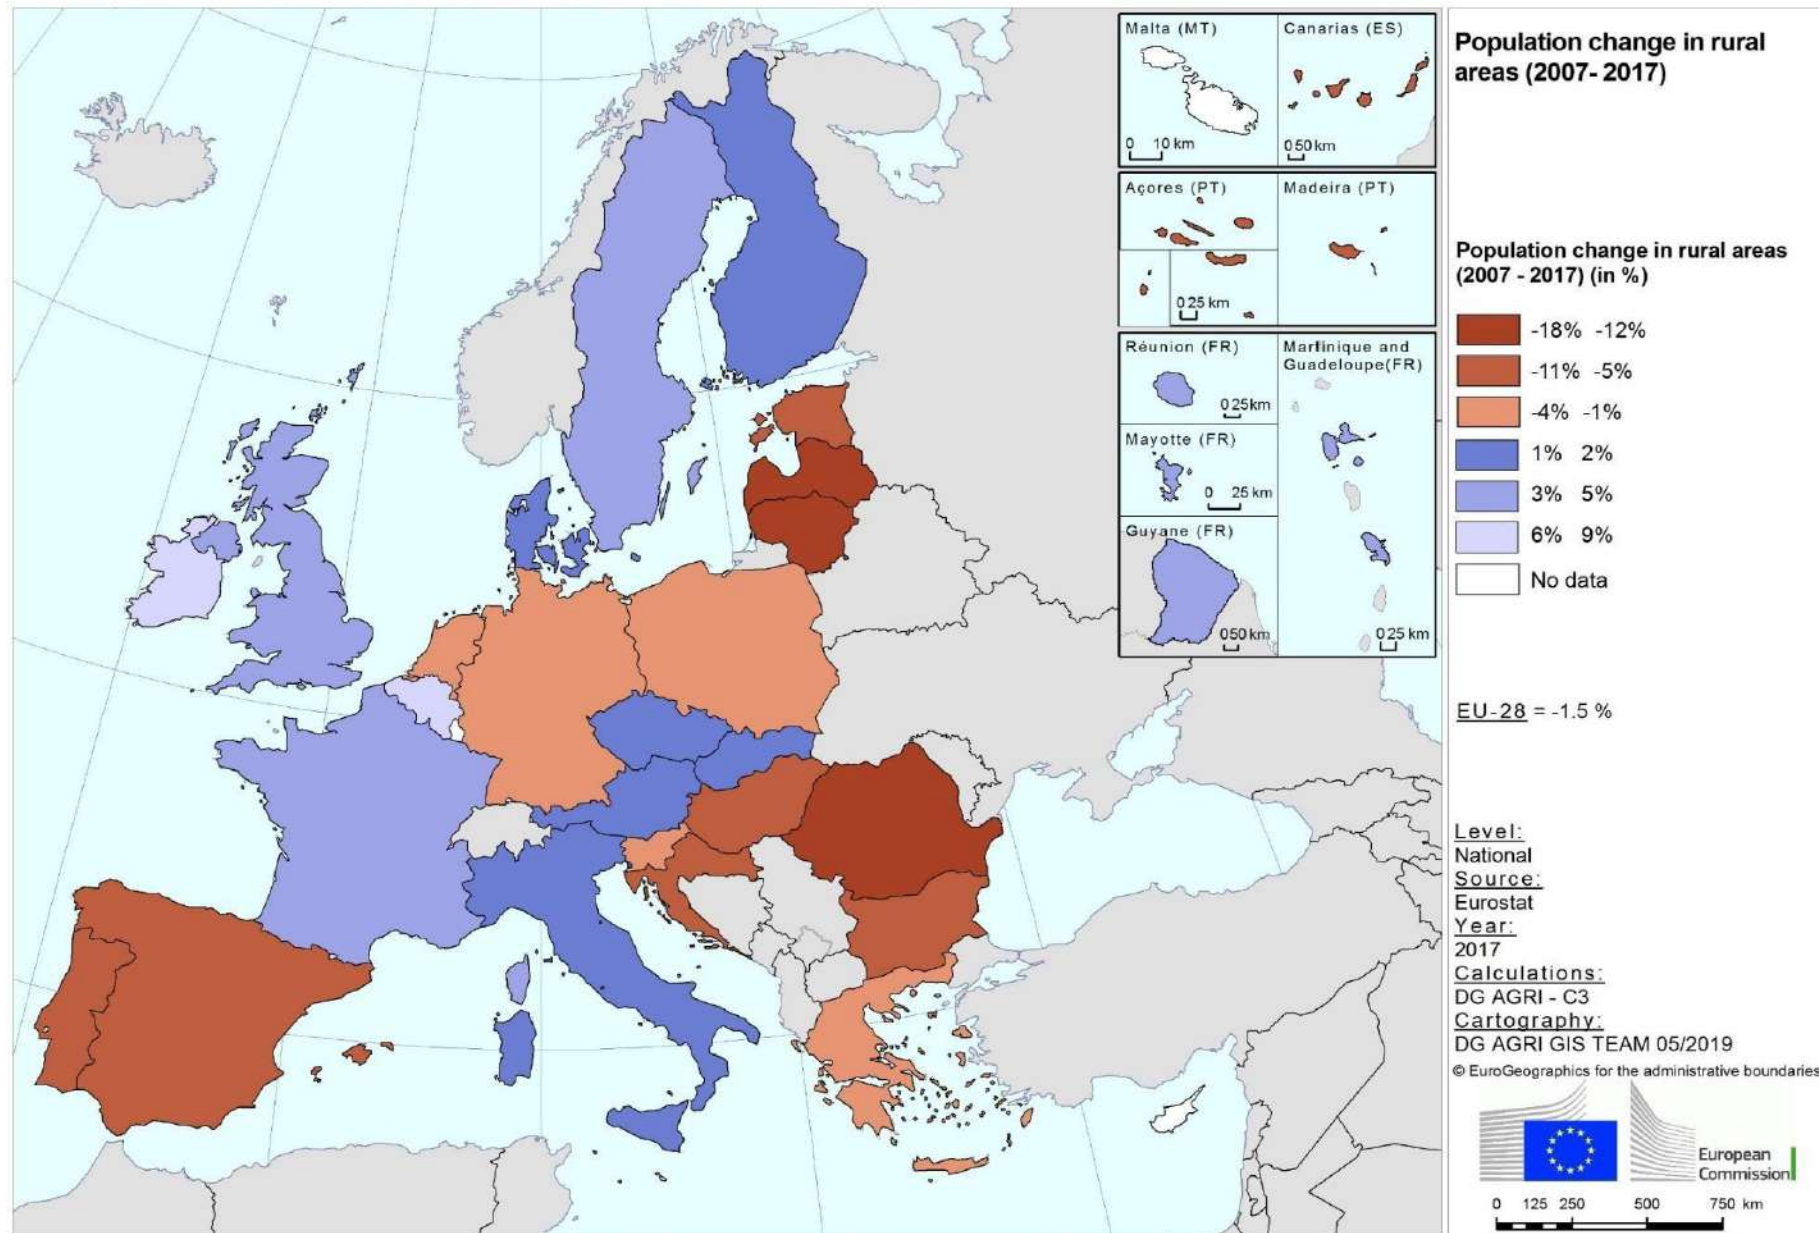 Malta (MT)
0 10 km
Canarias (ES)
0 50 km
Açores (PT)
0 25 km
Madeira (PT)
Réunion (FR)
0 25km
Martinique and
Guadeloupe(FR)
Mayotte (FR)
0 25 km
Guyane (FR)
0 50 km
0 25 km
Population change in rural
areas (2007- 2017)
Population change in rural areas
(2007 - 2017) (in %)
-18% -12%
-11% -5%
-4% -1%
1% 2%
3% 5%
6% 9%
No data
EU-28 = -1.5 %
Level:
National
Source:
Eurostat
Year:
2017
Calculations:
DG AGRI - C3
Cartography:
DG AGRI GIS TEAM 05/2019
© EuroGeographics for the administrative boundaries
European
Commission
0 125 250 500 750 km